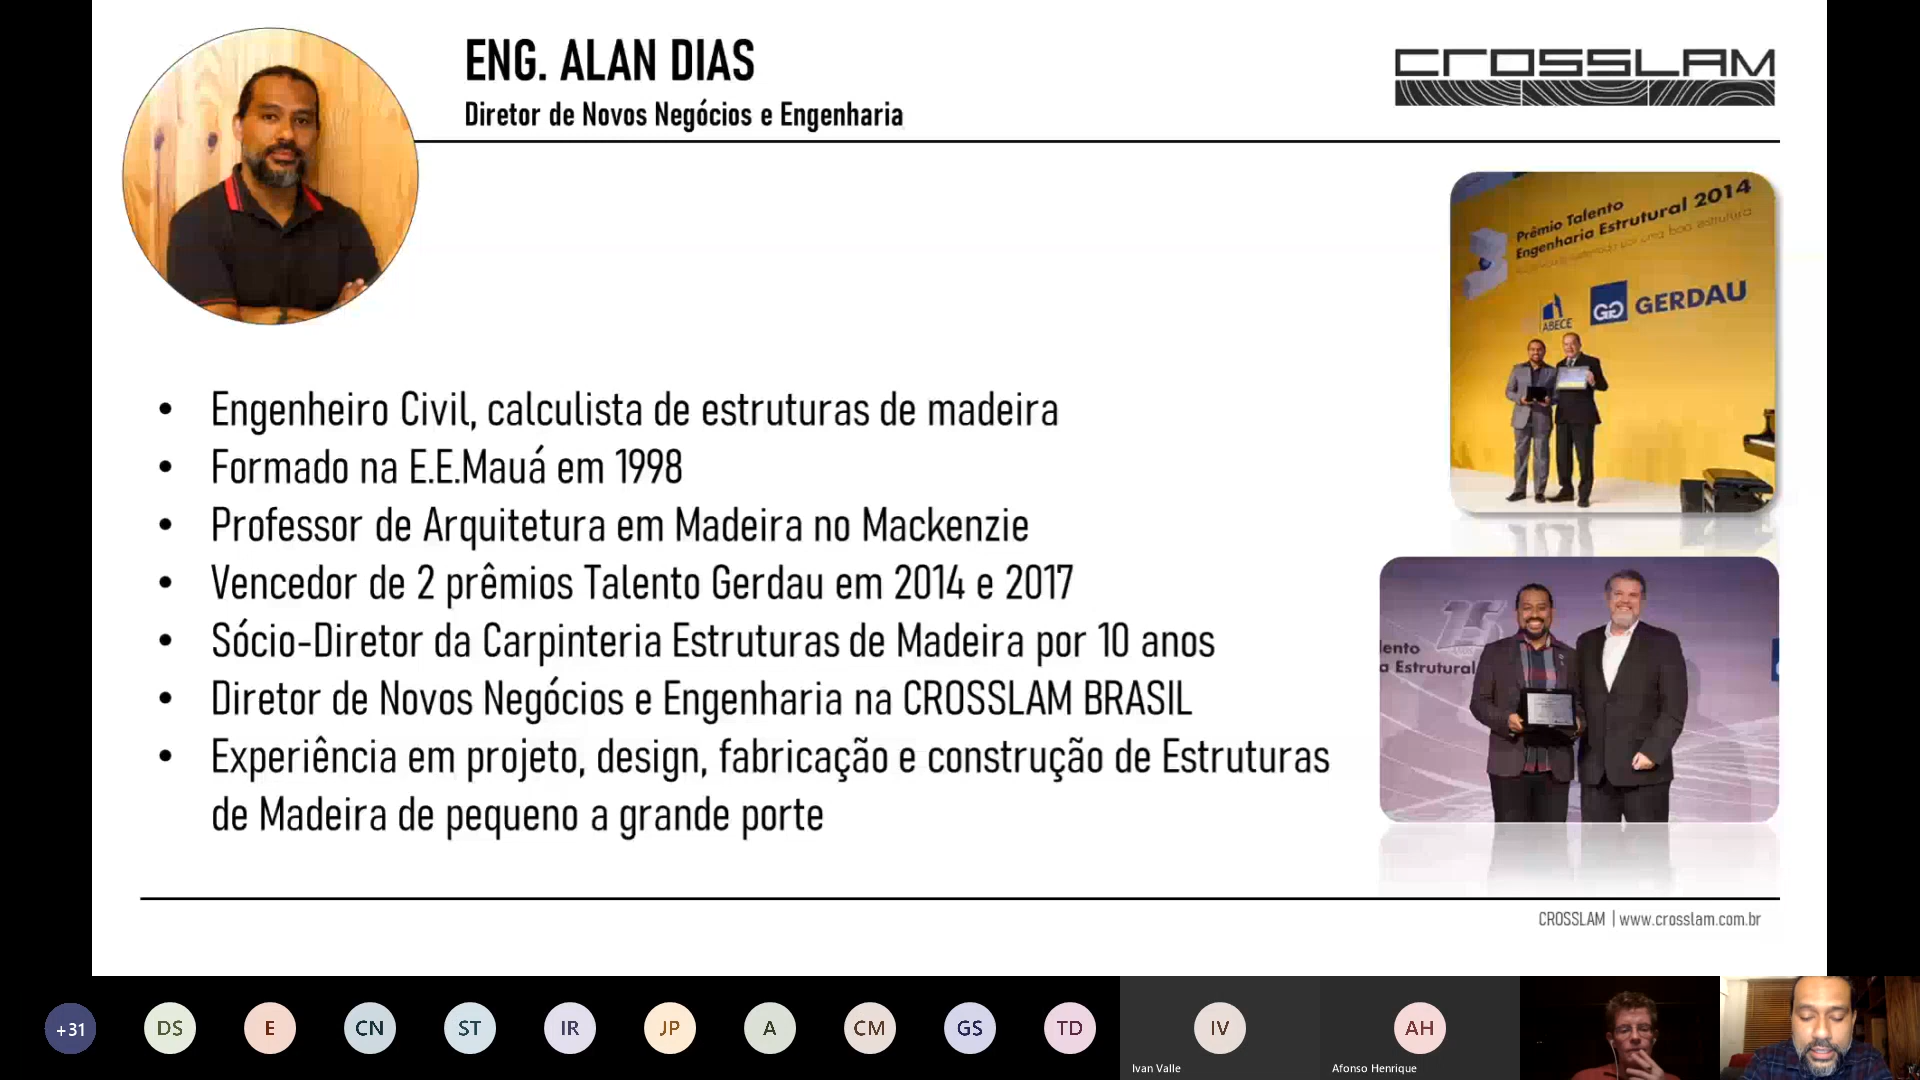 ENG. ALAN DIAS
Diretor de Novos Negócios e Engenharia
CROSSLAM
Prêmio Talento
Engenharia Estrutural 2014
ABECE
GERDAU
• Engenheiro Civil, calculista de estruturas de madeira
• Formado na E.E.Mauá em 1998
• Professor de Arquitetura em Madeira no Mackenzie
• Vencedor de 2 prêmios Talento Gerdau em 2014 e 2017
• Sócio-Diretor da Carpinteria Estruturas de Madeira por 10 anos
• Diretor de Novos Negócios e Engenharia na CROSSLAM BRASIL
• Experiência em projeto, design, fabricação e construção de Estruturas
de Madeira de pequeno a grande porte
lento
a Estrutural
CROSSLAM | www.crosslam.com.br
+31
DS
E
CN
ST
IR
JP
A
CM
GS
TD
IV
AH
Ivan Valle
Afonso Henrique